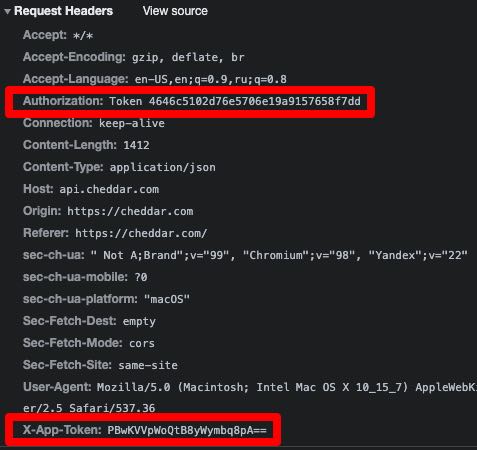 Request Headers View source
Accept: */*
Accept-Encoding: gzip, deflate, br
Accept-Language: en-US,en;q=0.9,ru;q=0.8
Authorization: Token 4646c5102d76e5706e19a9157658f7dd
Connection: keep-alive
Content-Length: 1412
Content-Type: application/json
Host: api.cheddar.com
Origin: https://cheddar.com
Referer: https://cheddar.com/
sec-ch-ua: " Not A;Brand";v="99", "Chromium";v="98", "Yandex";v="22"
sec-ch-ua-mobile: ?0
sec-ch-ua-platform: "macOS"
Sec-Fetch-Dest: empty
Sec-Fetch-Mode: cors
Sec-Fetch-Site: same-site
User-Agent: Mozilla/5.0 (Macintosh; Intel Mac OS X 10_15_7) AppleWebKi
er/2.5 Safari/537.36
X-App-Token: PBwKVVpWoQtB8yWymbq8pA==